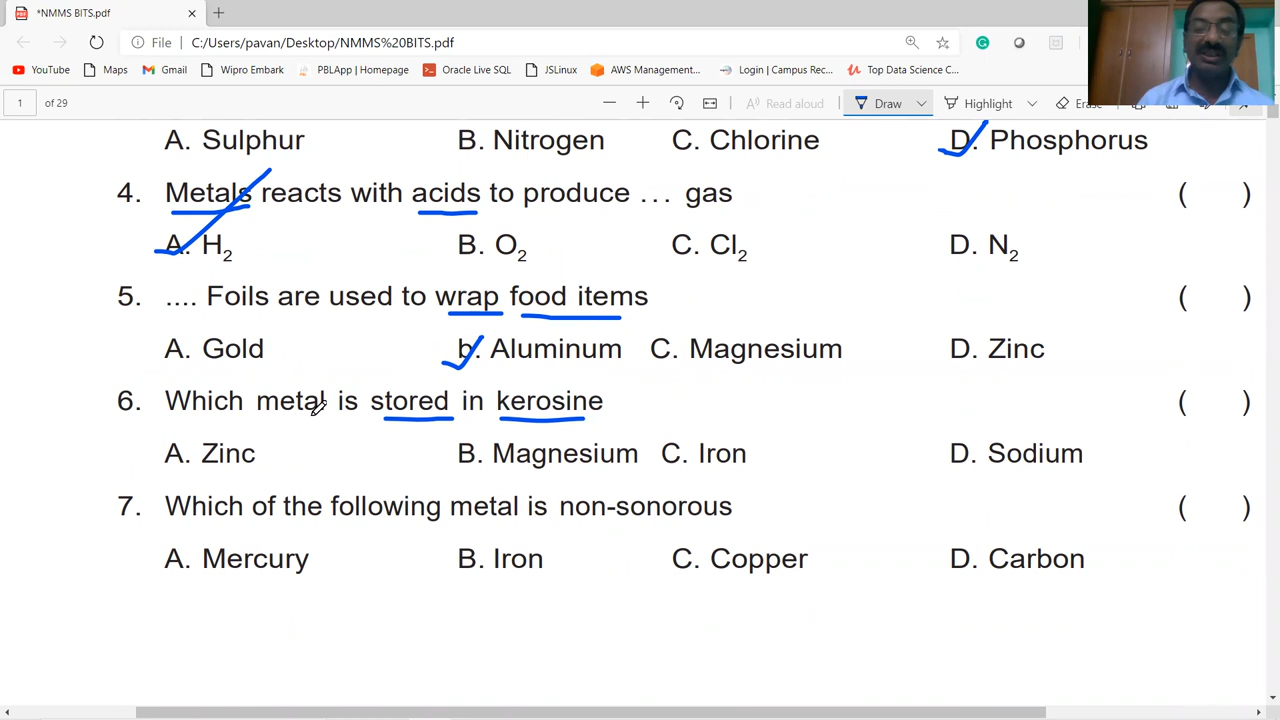 *NMMS BITS.pdf
File C:/Users/pavan/Desktop/NMMS%20BITS.pdf
YouTube Maps Gmail Wipro Embark PBLApp | Homepage Oracle Live SQL JSLinux AWS Management... Login | Campus Rec... Top Data Science C...
1 of 29 Read aloud Draw Highlight Erase
A. Sulphur B. Nitrogen C. Chlorine D. Phosphorus
4. Metals reacts with acids to produce ... gas ( )
A. H2 B. O2 C. Cl2 D. N2
5. .... Foils are used to wrap food items ( )
A. Gold b. Aluminum C. Magnesium D. Zinc
6. Which metal is stored in kerosine ( )
A. Zinc B. Magnesium C. Iron D. Sodium
7. Which of the following metal is non-sonorous ( )
A. Mercury B. Iron C. Copper D. Carbon